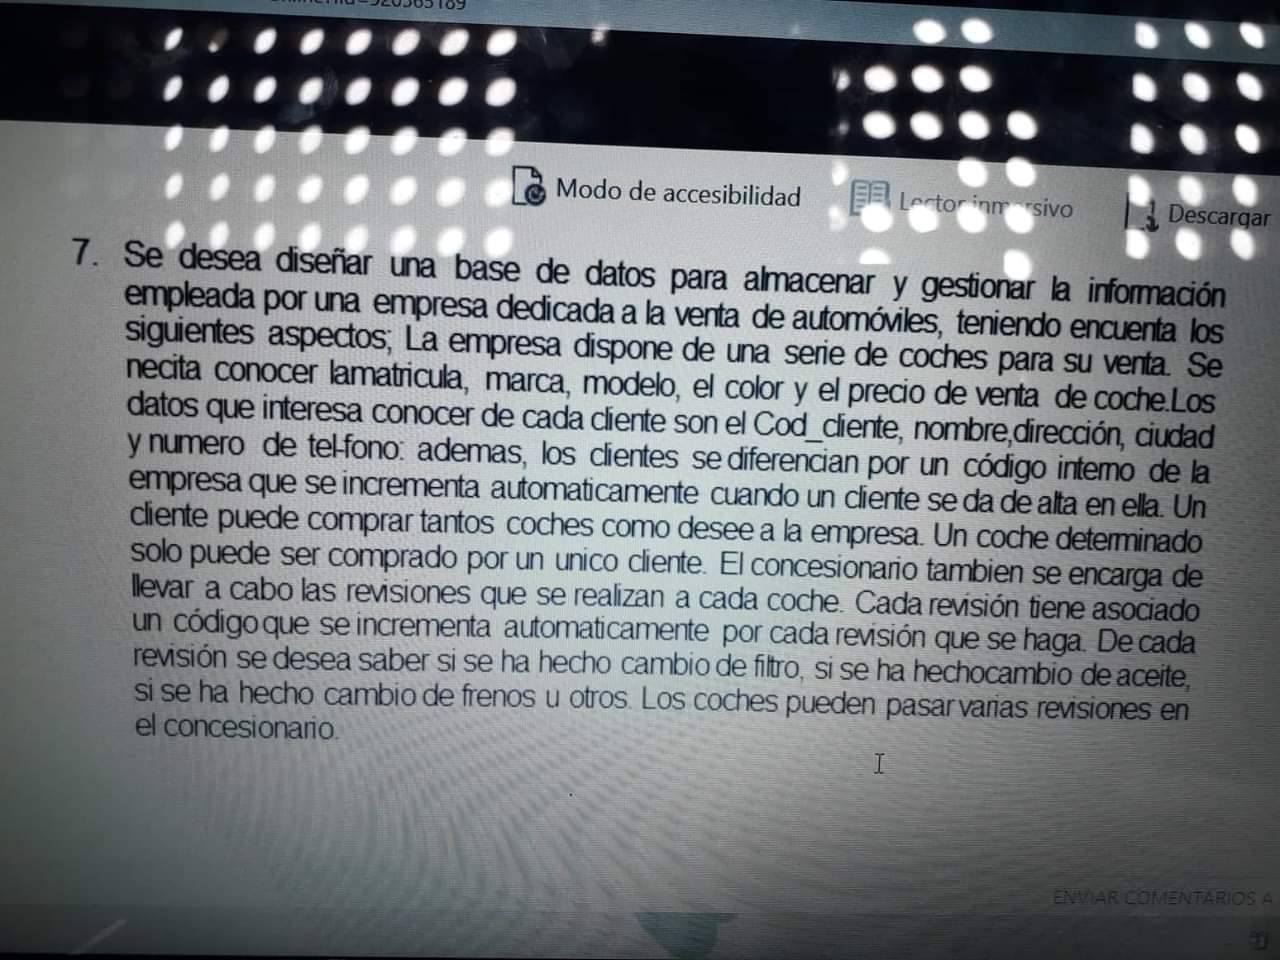 Modo de accesibilidad
Lector inmersivo
Descargar
7. Se desea diseñar una base de datos para almacenar y gestionar la información
empleada por una empresa dedicada a la venta de automóviles, teniendo encuenta los
siguientes aspectos; La empresa dispone de una serie de coches para su venta. Se
necita conocer lamatricula, marca, modelo, el color y el precio de venta de coche.Los
datos que interesa conocer de cada cliente son el Cod_cliente, nombre,dirección, ciudad
y numero de tel-fono: ademas, los clientes se diferencian por un código interno de la
empresa que se incrementa automaticamente cuando un cliente se da de alta en ella. Un
cliente puede comprar tantos coches como desee a la empresa. Un coche determinado
solo puede ser comprado por un unico cliente. El concesionario tambien se encarga de
llevar a cabo las revisiones que se realizan a cada coche. Cada revisión tiene asociado
un código que se incrementa automaticamente por cada revisión que se haga. De cada
revisión se desea saber si se ha hecho cambio de filtro, si se ha hechocambio de aceite,
si se ha hecho cambio de frenos u otros. Los coches pueden pasar varias revisiones en
el concesionario.
ENVIAR COMENTARIOS A